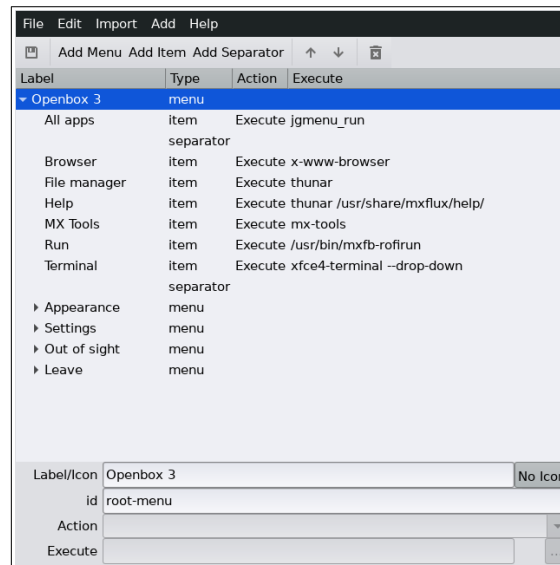 File Edit Import Add Help
Add Menu Add Item Add Separator
Label Type Action Execute
Openbox 3 menu
All apps item Execute jgmenu_run
separator
Browser item Execute x-www-browser
File manager item Execute thunar
Help item Execute thunar /usr/share/mxflux/help/
MX Tools item Execute mx-tools
Run item Execute /usr/bin/mxfb-rofirun
Terminal item Execute xfce4-terminal --drop-down
separator
Appearance menu
Settings menu
Out of sight menu
Leave menu
Label/Icon Openbox 3 No Icon
id root-menu
Action
Execute ...